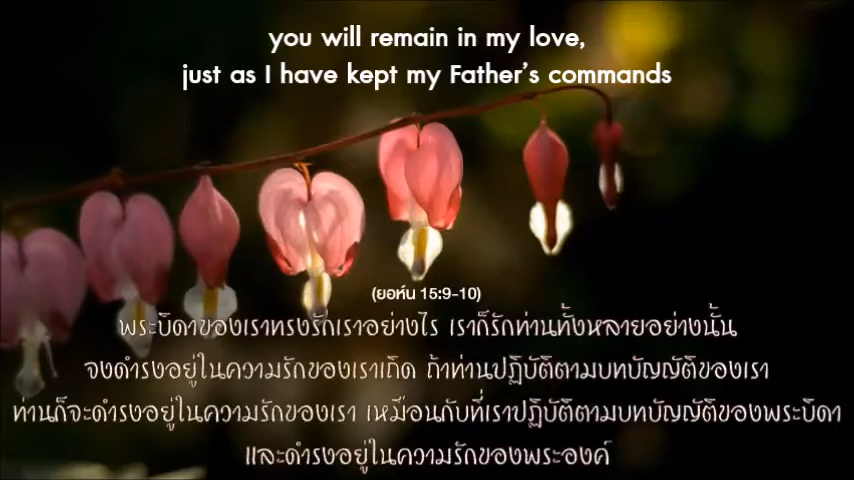 you will remain in my love,
just as I have kept my Father's commands
(ยอห์น 15:9-10)
พระบิดาของเราทรงรักเราอย่างไร เราก็รักท่านทั้งหลายอย่างนั้น
จงดำรงอยู่ในความรักของเราเถิด ถ้าท่านปฏิบัติตามบทบัญญัติของเรา
ท่านก็จะดำรงอยู่ในความรักของเรา เหมือนกับที่เราปฏิบัติตามบทบัญญัติของพระบิดา
และดำรงอยู่ในความรักของพระองค์